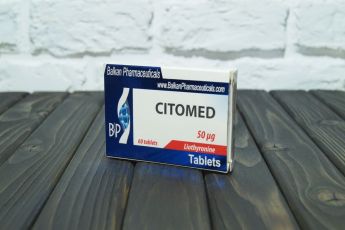 Balkan Pharmaceuticals
www.BalkanPharmaceuticals.com
CITOMED
BP
60 tablets
50 µg
Liothyronine
Tablets